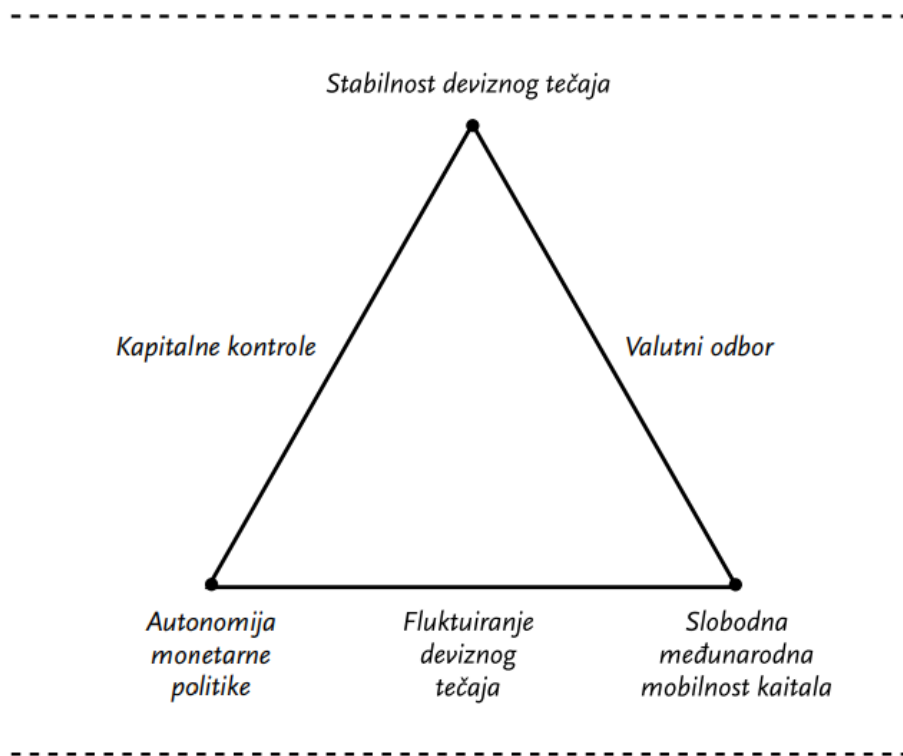 Stabilnost deviznog tečaja
Kapitalne kontrole
Valutni odbor
Autonomija
monetarne
politike
Fluktuiranje
deviznog
tečaja
Slobodna
međunarodna
mobilnost kaitala